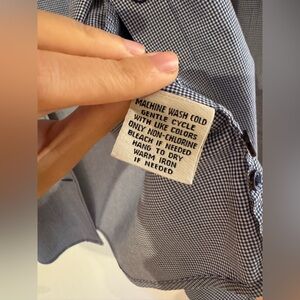 MACHINE WASH COLD
GENTLE CYCLE
WITH LIKE COLORS
ONLY NON-CHLORINE
BLEACH IF NEEDED
HANG TO DRY
WARM IRON
IF NEEDED